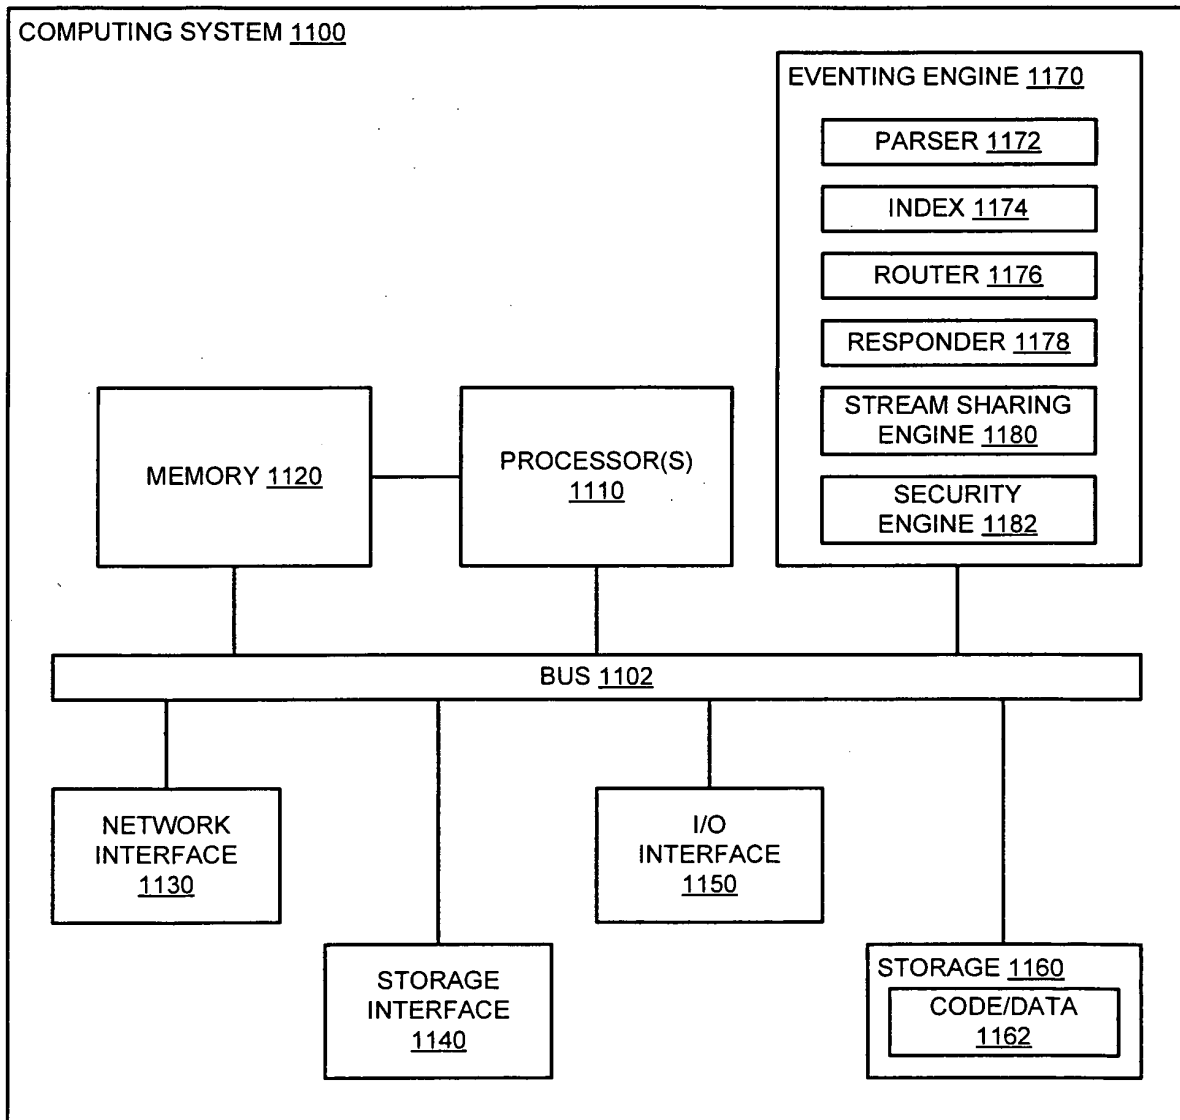 COMPUTING SYSTEM 1100
EVENTING ENGINE 1170
PARSER 1172
INDEX 1174
ROUTER 1176
RESPONDER 1178
STREAM SHARING
ENGINE 1180
SECURITY
ENGINE 1182
MEMORY 1120
PROCESSOR(S)
1110
BUS 1102
NETWORK
INTERFACE
1130
I/O
INTERFACE
1150
STORAGE
INTERFACE
1140
STORAGE 1160
CODE/DATA
1162